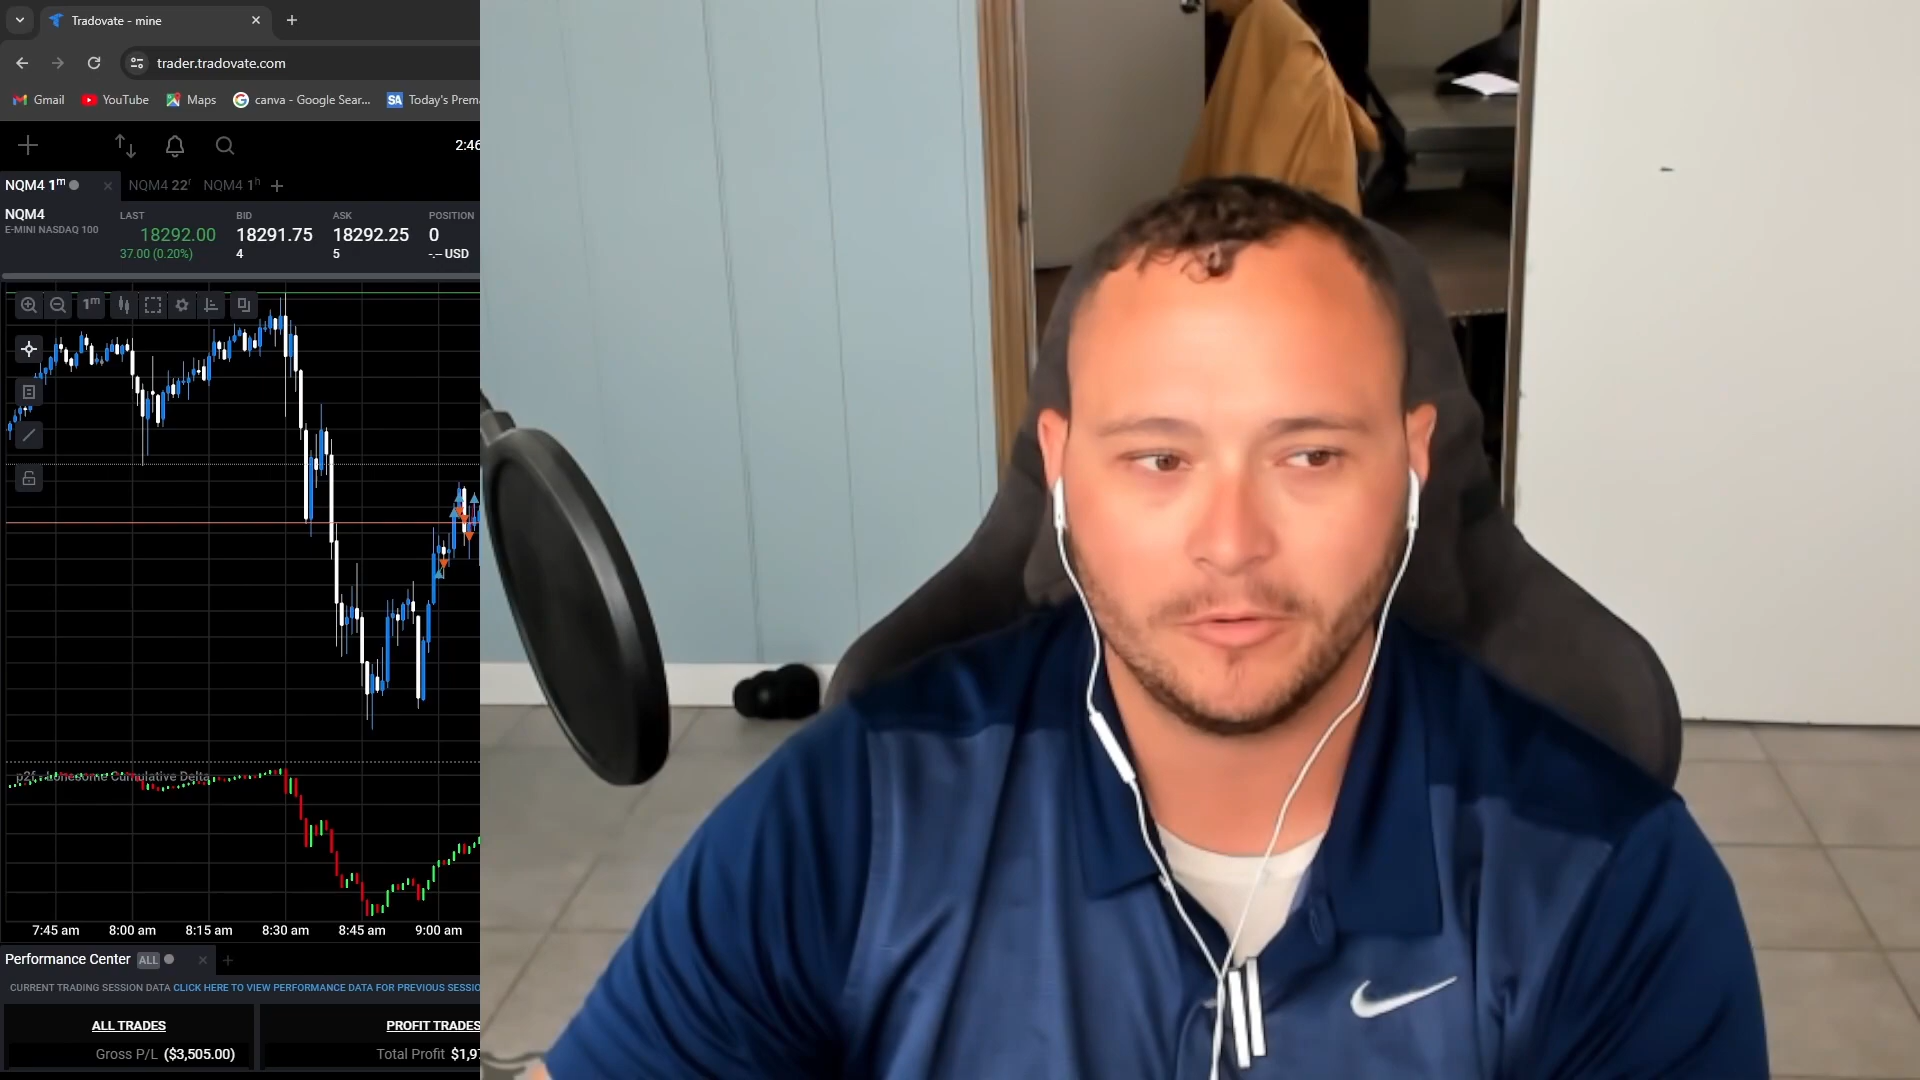 Tradovate - mine
trader.tradovate.com
Gmail YouTube Maps canva - Google Sear... Today's Prem
2:46
NQM4 1m NQM4 22r NQM4 1h
NQM4 LAST BID ASK POSITION
E-MINI NASDAQ 100 18292.00 18291.75 18292.25 0
37.00 (0.20%) 4 5 -.-- USD
1m
Cumulative Delta
7:45 am 8:00 am 8:15 am 8:30 am 8:45 am 9:00 am
Performance Center ALL
CURRENT TRADING SESSION DATA CLICK HERE TO VIEW PERFORMANCE DATA FOR PREVIOUS SESSIO
ALL TRADES PROFIT TRADES
Gross P/L ($3,505.00) Total Profit $1,97